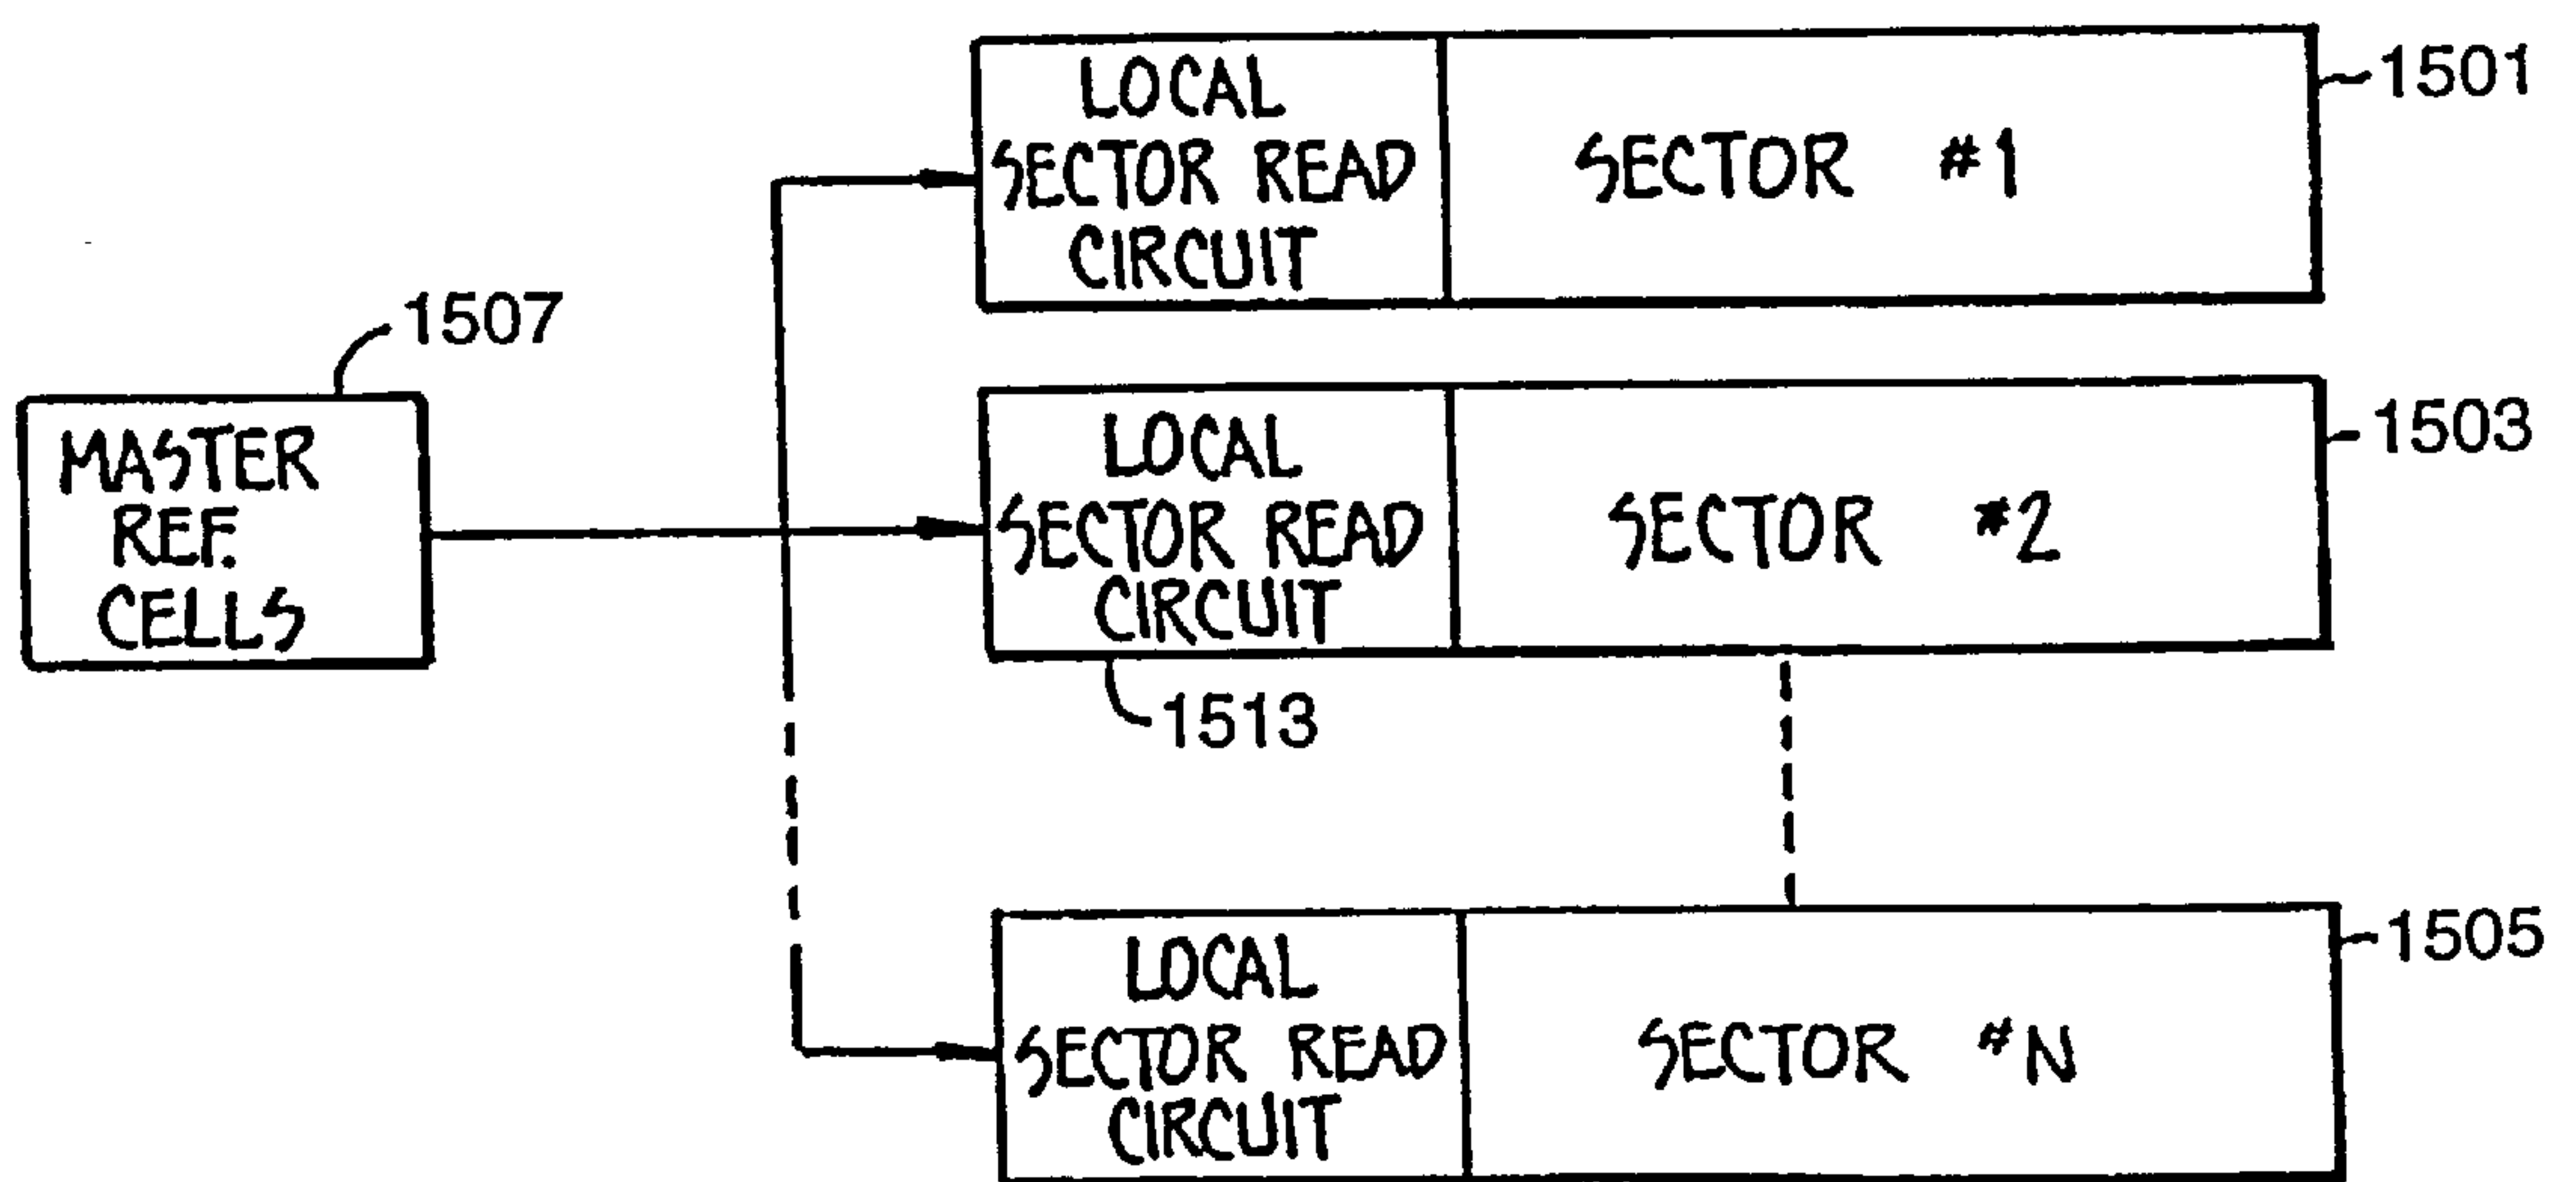 LOCAL
SECTOR READ
CIRCUIT
SECTOR #1
1501
1507
MASTER
REF.
CELLS
LOCAL
SECTOR READ
CIRCUIT
SECTOR #2
1503
1513
LOCAL
SECTOR READ
CIRCUIT
SECTOR #N
1505